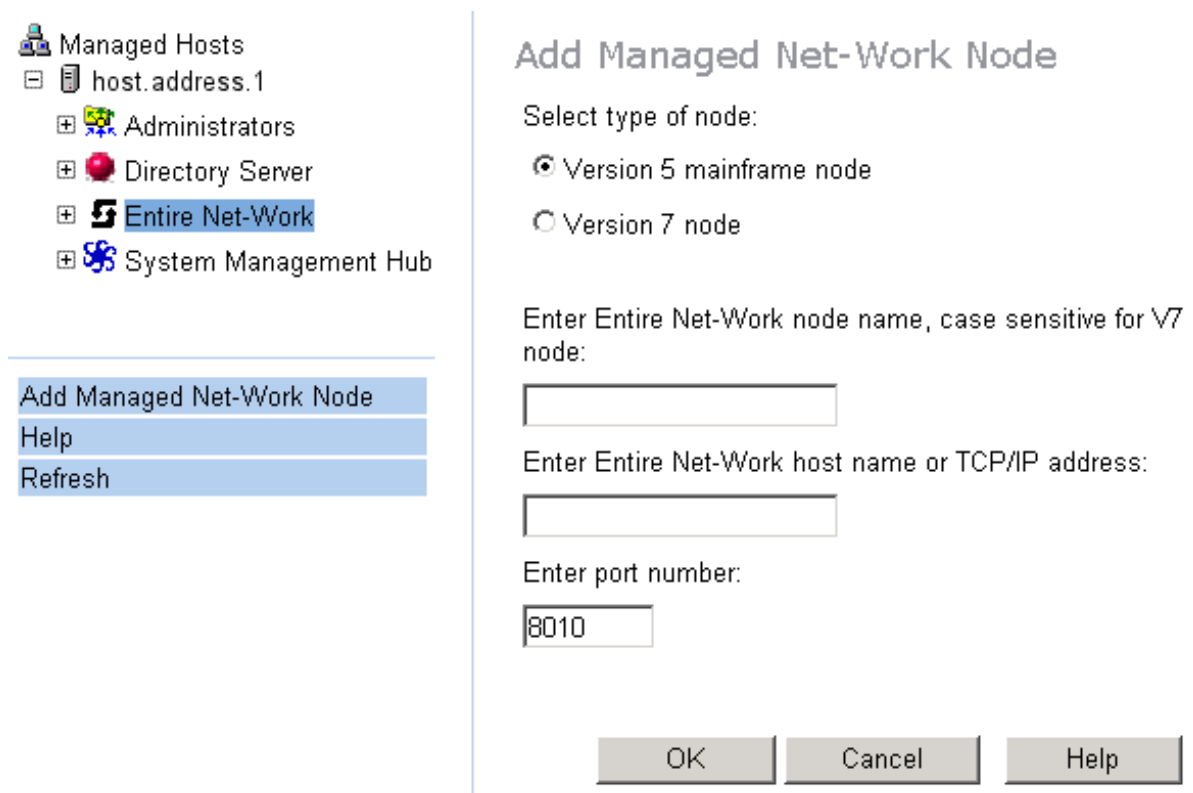 Managed Hosts
host.address.1
Administrators
Directory Server
Entire Net-Work
System Management Hub
Add Managed Net-Work Node
Help
Refresh
Add Managed Net-Work Node
Select type of node:
Version 5 mainframe node
Version 7 node
Enter Entire Net-Work node name, case sensitive for V7
node:
Enter Entire Net-Work host name or TCP/IP address:
Enter port number:
8010
OK Cancel Help